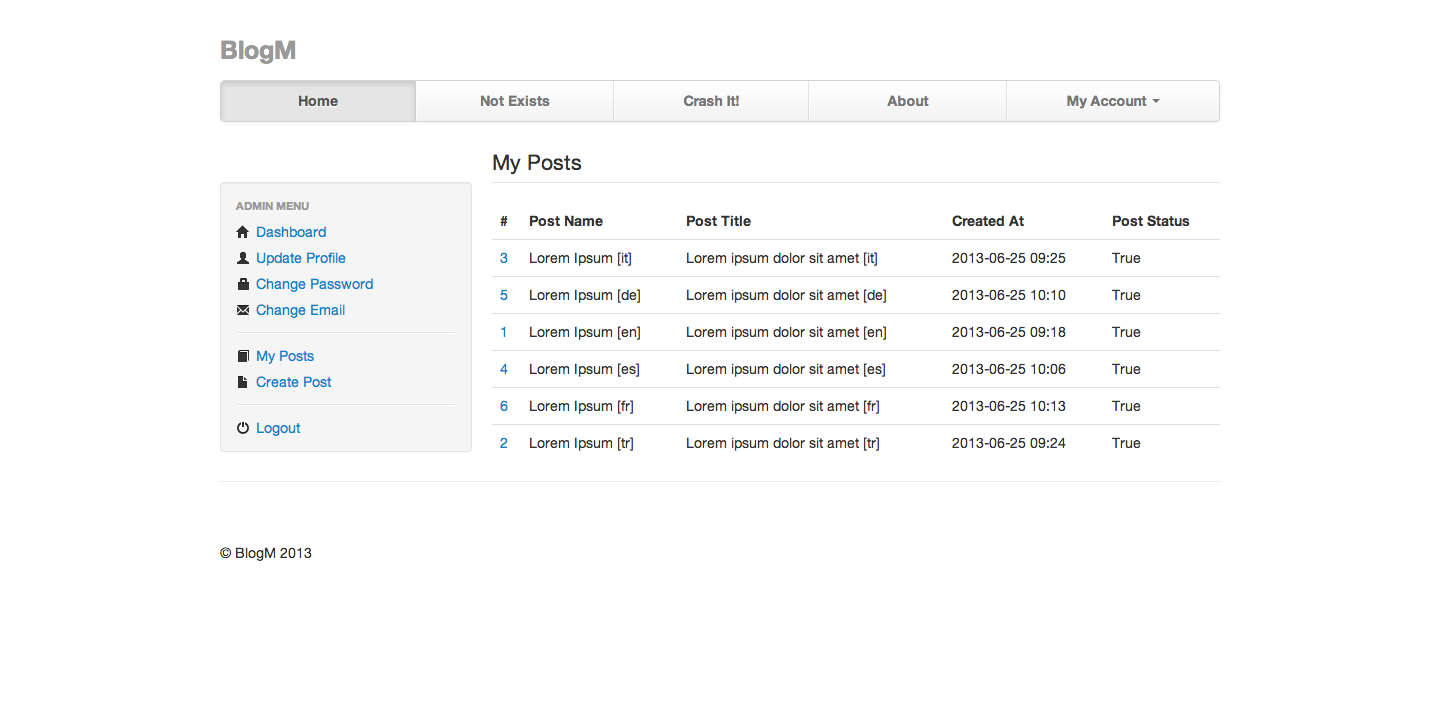 BlogM
Home Not Exists Crash It! About My Account
My Posts
ADMIN MENU
Dashboard
Update Profile
Change Password
Change Email
My Posts
Create Post
Logout
# Post Name Post Title Created At Post Status
3 Lorem Ipsum [it] Lorem ipsum dolor sit amet [it] 2013-06-25 09:25 True
5 Lorem Ipsum [de] Lorem ipsum dolor sit amet [de] 2013-06-25 10:10 True
1 Lorem Ipsum [en] Lorem ipsum dolor sit amet [en] 2013-06-25 09:18 True
4 Lorem Ipsum [es] Lorem ipsum dolor sit amet [es] 2013-06-25 10:06 True
6 Lorem Ipsum [fr] Lorem ipsum dolor sit amet [fr] 2013-06-25 10:13 True
2 Lorem Ipsum [tr] Lorem ipsum dolor sit amet [tr] 2013-06-25 09:24 True
© BlogM 2013